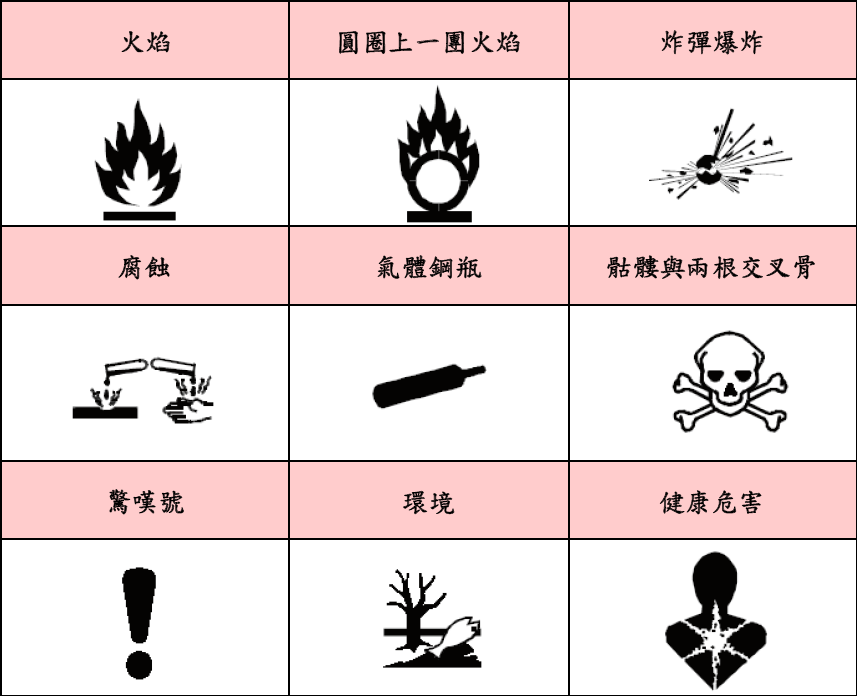 火焰
圓圈上一團火焰
炸彈爆炸
腐蝕
氣體鋼瓶
骷髏與兩根交叉骨
驚嘆號
環境
健康危害